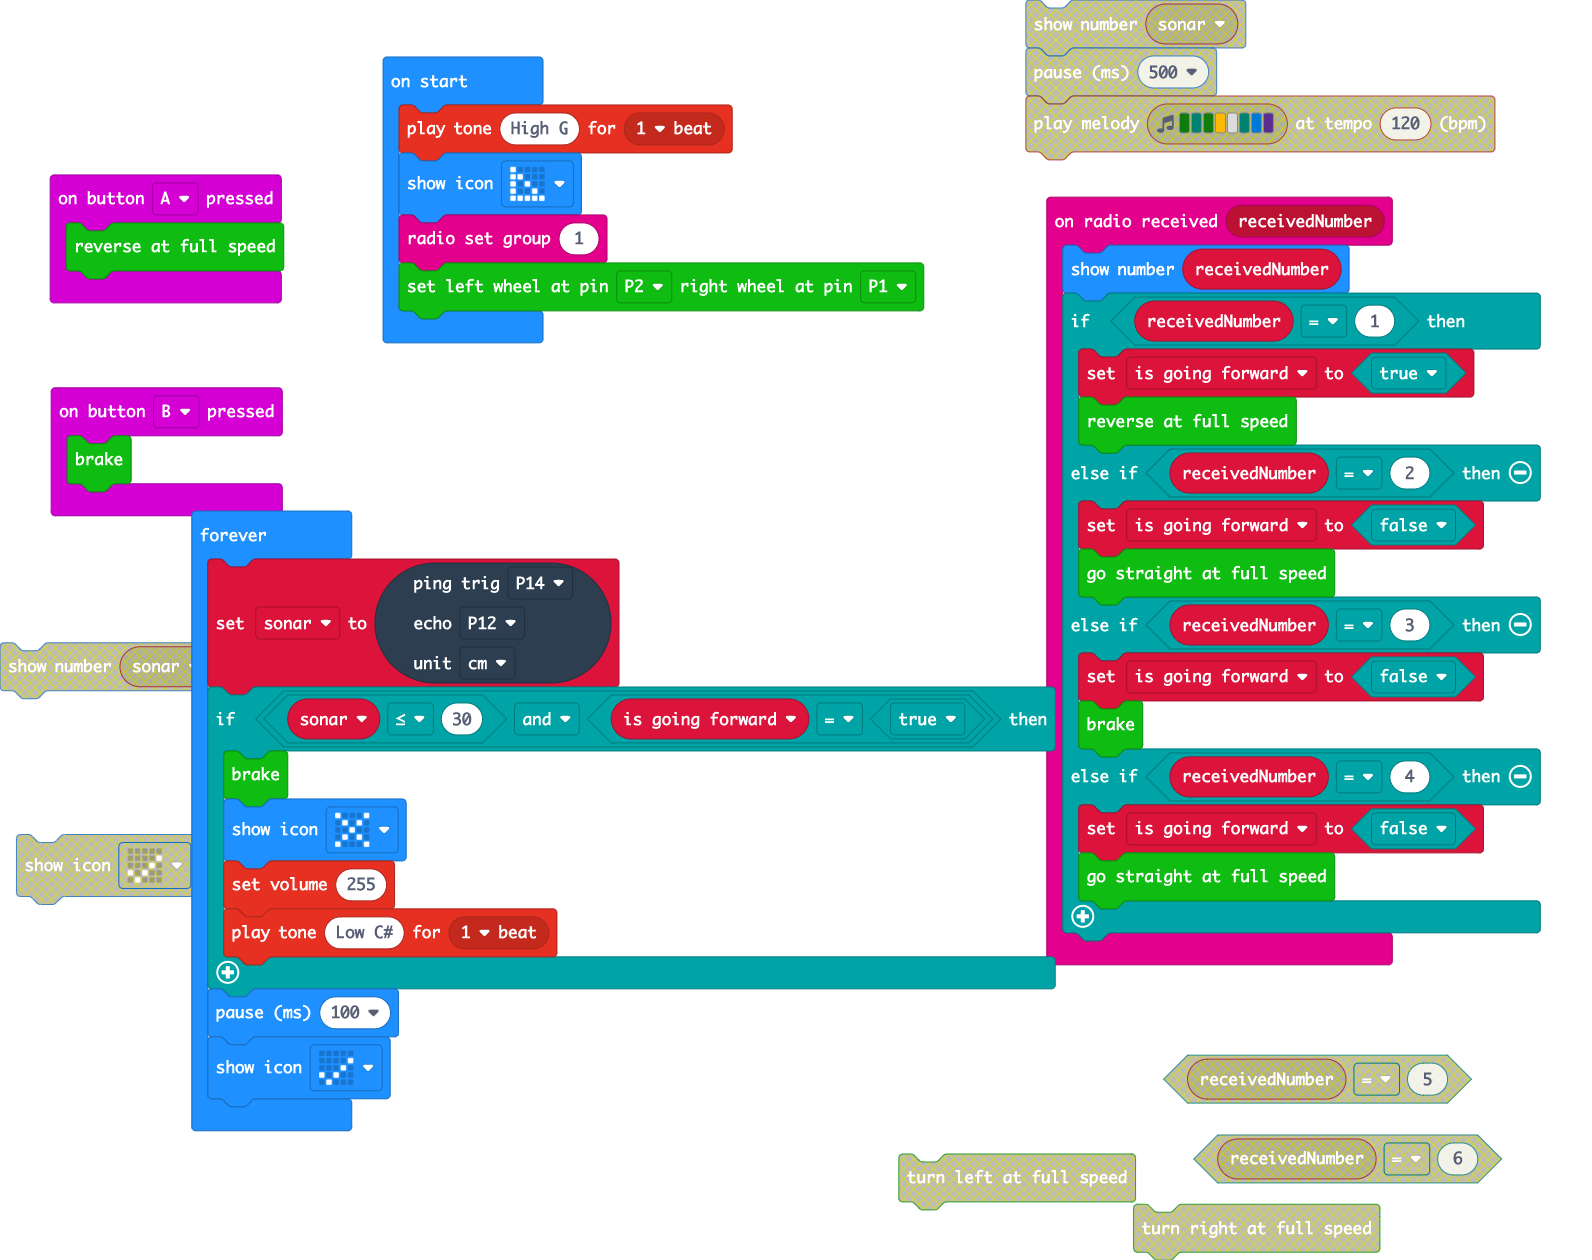 show number sonar
pause (ms) 500
play melody at tempo 120 (bpm)
on start
play tone High G for 1 beat
show icon
radio set group 1
set left wheel at pin P2 right wheel at pin P1
on button A pressed
reverse at full speed
on button B pressed
brake
forever
set sonar to ping trig P14
echo P12
unit cm
if sonar ≤ 30 and is going forward = true then
brake
show icon
set volume 255
play tone Low C# for 1 beat
pause (ms) 100
show icon
show number sonar
show icon
on radio received receivedNumber
show number receivedNumber
if receivedNumber = 1 then
set is going forward to true
reverse at full speed
else if receivedNumber = 2 then
set is going forward to false
go straight at full speed
else if receivedNumber = 3 then
set is going forward to false
brake
else if receivedNumber = 4 then
set is going forward to false
go straight at full speed
receivedNumber = 5
receivedNumber = 6
turn left at full speed
turn right at full speed